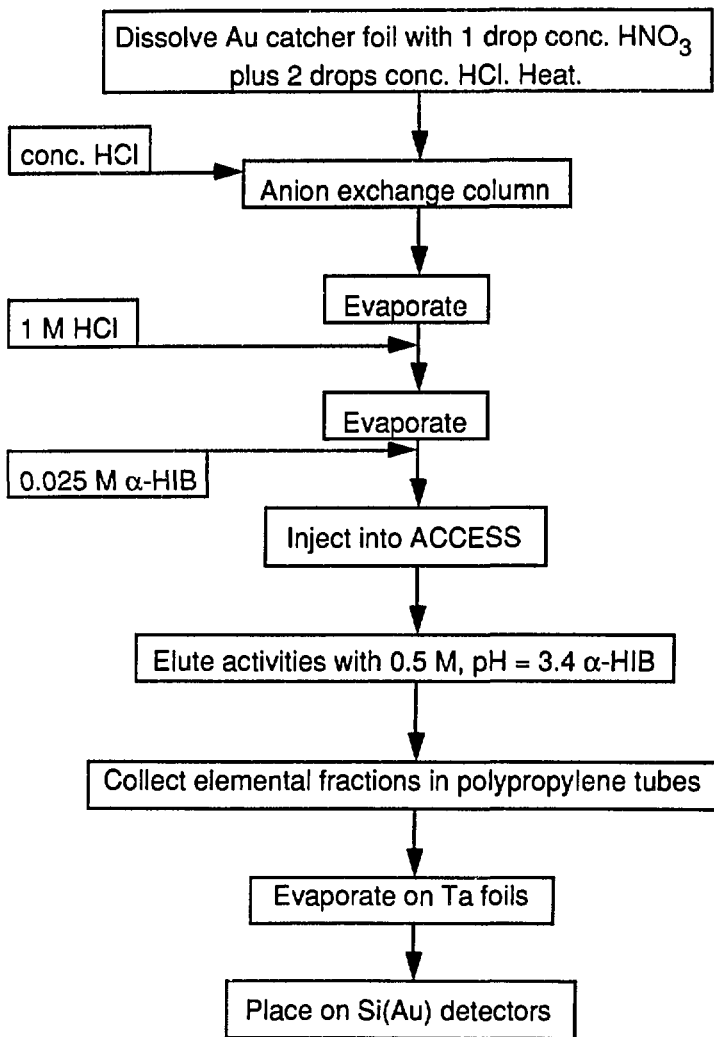 Dissolve Au catcher foil with 1 drop conc. HNO3
plus 2 drops conc. HCl. Heat.
conc. HCl
Anion exchange column
Evaporate
1 M HCl
Evaporate
0.025 M α-HIB
Inject into ACCESS
Elute activities with 0.5 M, pH = 3.4 α-HIB
Collect elemental fractions in polypropylene tubes
Evaporate on Ta foils
Place on Si(Au) detectors